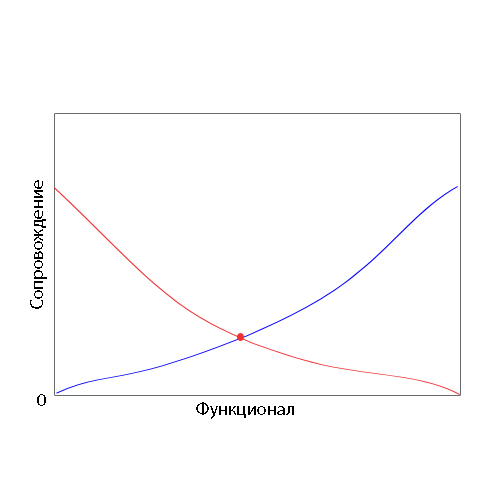 Сопровождение
0
Функционал